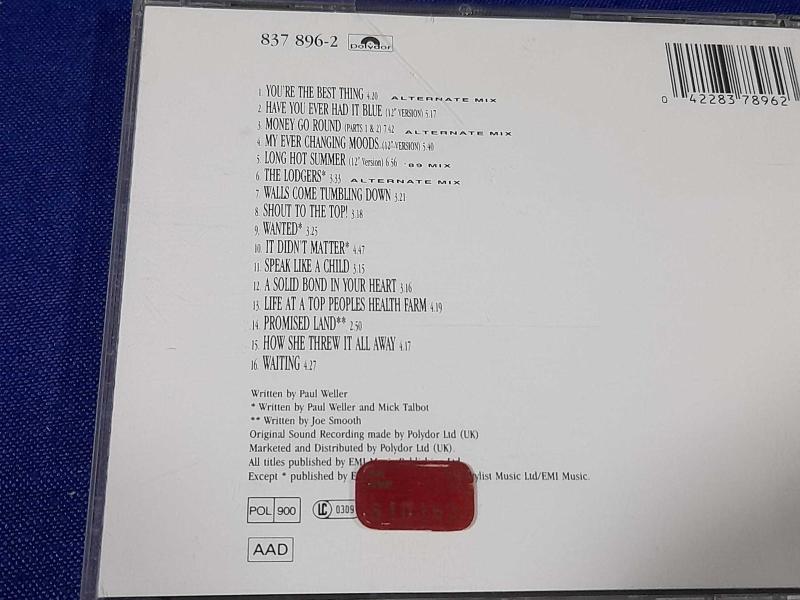 837 896-2 Polydor
0 42283 78962
1. YOU'RE THE BEST THING 4.20 ALTERNATE MIX
2. HAVE YOU EVER HAD IT BLUE (12" VERSION) 5.17
3. MONEY GO ROUND (PARTS 1 & 2) 7.42 ALTERNATE MIX
4. MY EVER CHANGING MOODS (12" VERSION) 5.40
5. LONG HOT SUMMER (12" Version) 6.56 '89 MIX
6. THE LODGERS* 3.33 ALTERNATE MIX
7. WALLS COME TUMBLING DOWN 3.21
8. SHOUT TO THE TOP! 3.18
9. WANTED* 3.25
10. IT DIDN'T MATTER* 4.47
11. SPEAK LIKE A CHILD 3.15
12. A SOLID BOND IN YOUR HEART 3.16
13. LIFE AT A TOP PEOPLES HEALTH FARM 4.19
14. PROMISED LAND** 2.50
15. HOW SHE THREW IT ALL AWAY 4.17
16. WAITING 4.27
Written by Paul Weller
* Written by Paul Weller and Mick Talbot
** Written by Joe Smooth
Original Sound Recording made by Polydor Ltd (UK)
Marketed and Distributed by Polydor Ltd (UK).
All titles published by EMI
Except * published by Music Ltd/EMI Music.
POL 900 LC 0309
AAD